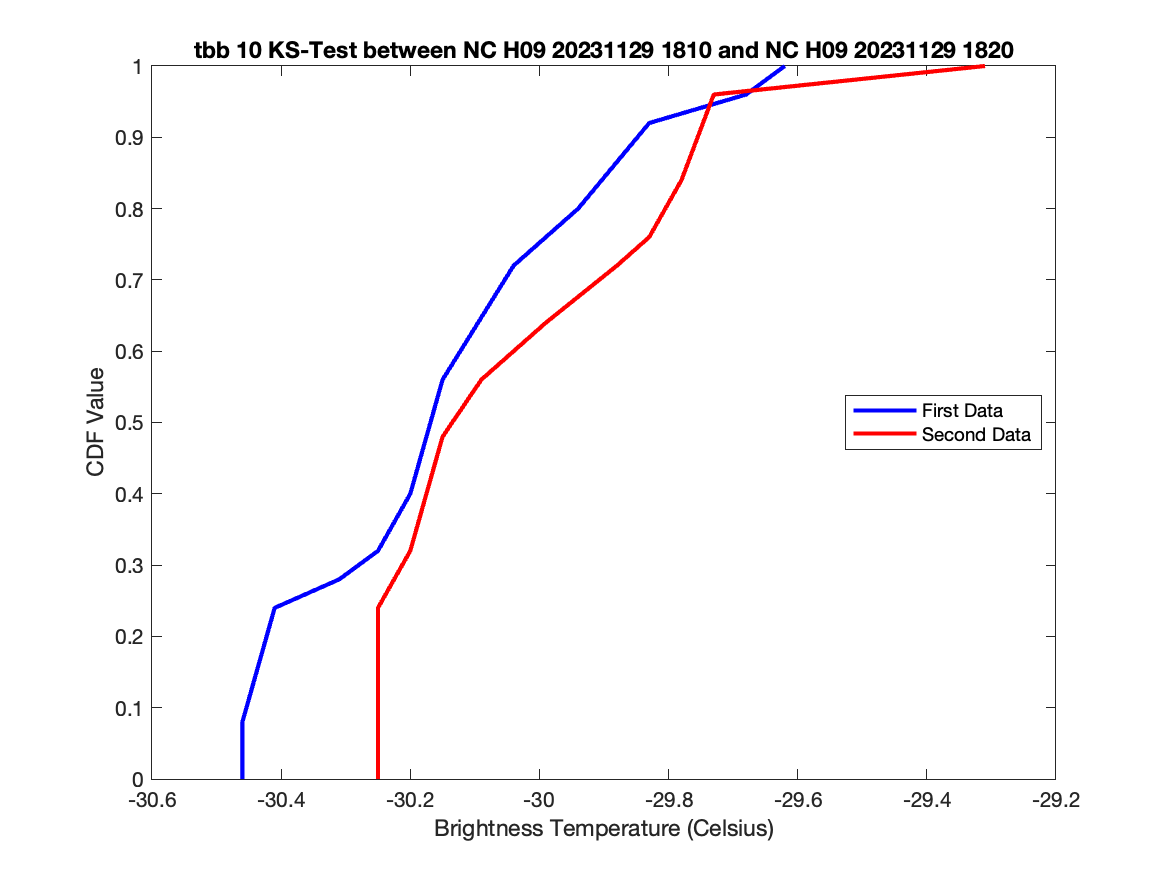 tbb 10 KS-Test between NC H09 20231129 1810 and NC H09 20231129 1820
1
0.9
0.8
0.7
0.6
0.5
0.4
0.3
0.2
0.1
0
CDF Value
First Data
Second Data
-30.6 -30.4 -30.2 -30 -29.8 -29.6 -29.4 -29.2
Brightness Temperature (Celsius)